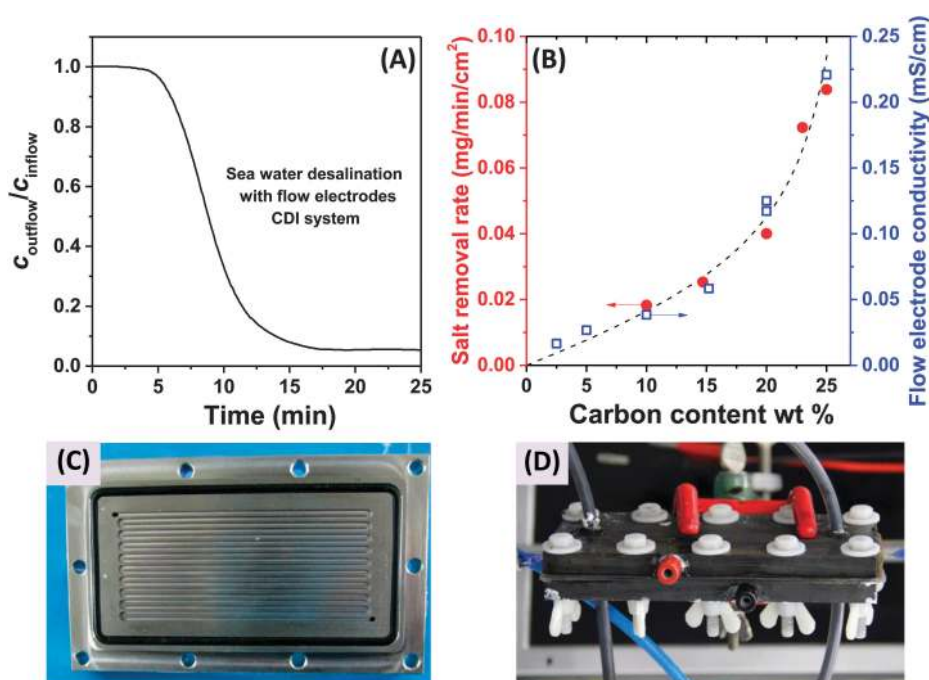 (A)
1.0
0.8
0.6
0.4
0.2
0.0
c_outflow/c_inflow
Sea water desalination
with flow electrodes
CDI system
0 5 10 15 20 25
Time (min)
(B)
0.10
0.08
0.06
0.04
0.02
0.00
Salt removal rate (mg/min/cm²)
0.25
0.20
0.15
0.10
0.05
0.00
Flow electrode conductivity (mS/cm)
0 5 10 15 20 25
Carbon content wt %
(C)
(D)